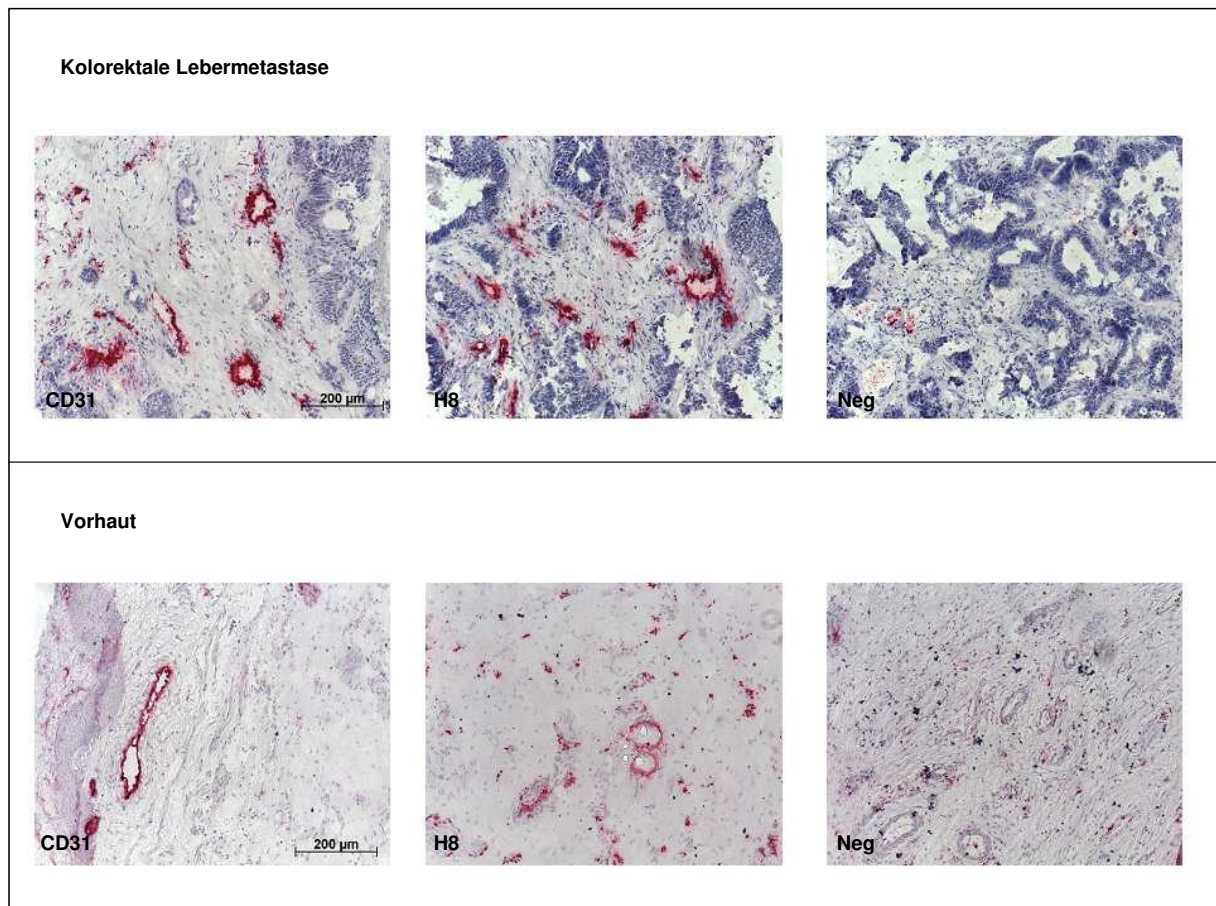 Kolorektale Lebermetastase
200 µm
CD31
H8
Neg
Vorhaut
200 µm
CD31
H8
Neg